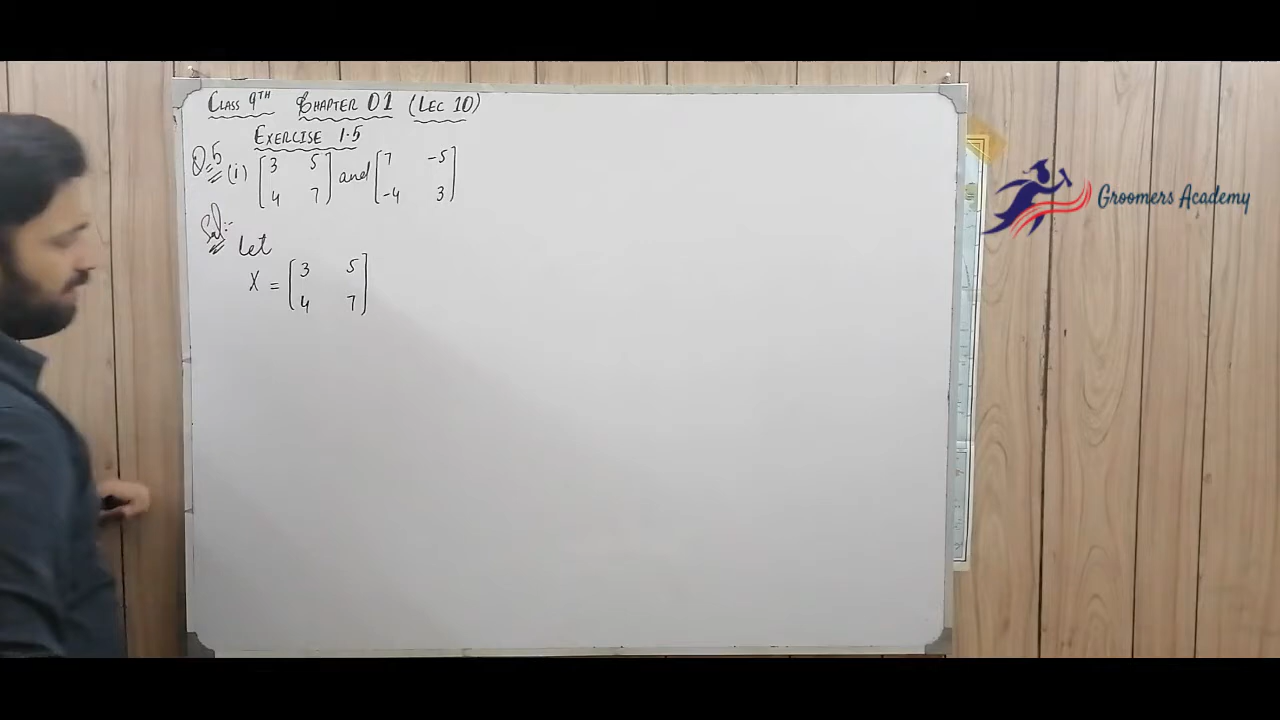 CLASS 9TH CHAPTER 01 (LEC 10)
EXERCISE 1.5
Q.5 (i) [3 5 and [7 -5
4 7] -4 3]
Sol:-
Let
X = [3 5
4 7]
Groomers Academy